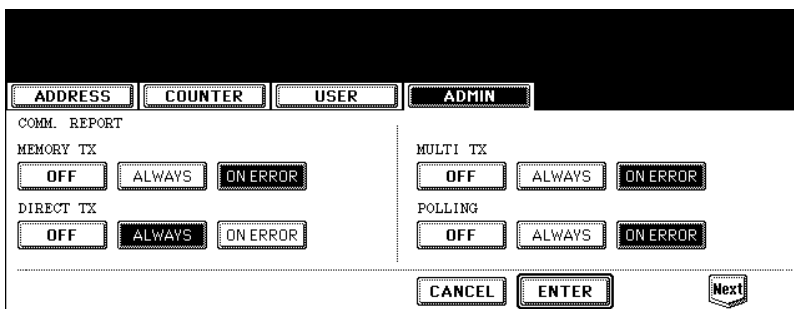 ADDRESS COUNTER USER ADMIN
COMM. REPORT
MEMORY TX
OFF ALWAYS ON ERROR
MULTI TX
OFF ALWAYS ON ERROR
DIRECT TX
OFF ALWAYS ON ERROR
POLLING
OFF ALWAYS ON ERROR
CANCEL ENTER Next